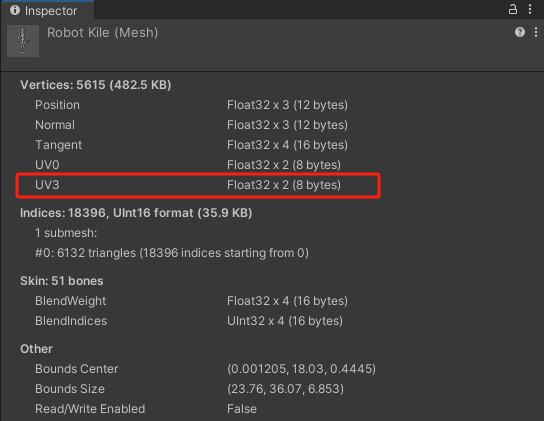 Inspector
Robot Kile (Mesh)
Vertices: 5615 (482.5 KB)
Position Float32 x 3 (12 bytes)
Normal Float32 x 3 (12 bytes)
Tangent Float32 x 4 (16 bytes)
UV0 Float32 x 2 (8 bytes)
UV3 Float32 x 2 (8 bytes)
Indices: 18396, UInt16 format (35.9 KB)
1 submesh:
#0: 6132 triangles (18396 indices starting from 0)
Skin: 51 bones
BlendWeight Float32 x 4 (16 bytes)
BlendIndices UInt32 x 4 (16 bytes)
Other
Bounds Center (0.001205, 18.03, 0.4445)
Bounds Size (23.76, 36.07, 6.853)
Read/Write Enabled False